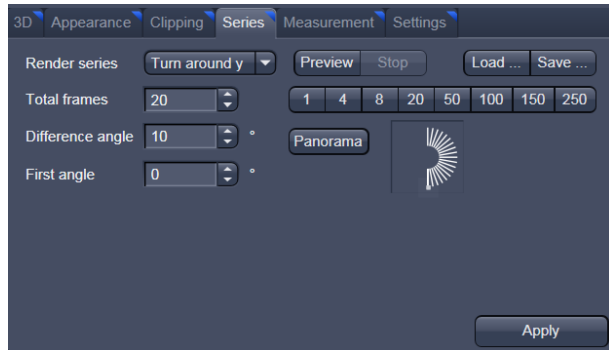 3D Appearance Clipping Series Measurement Settings
Render series Turn around y Preview Stop Load ... Save ...
Total frames 20 1 4 8 20 50 100 150 250
Difference angle 10 ° Panorama
First angle 0 °
Apply